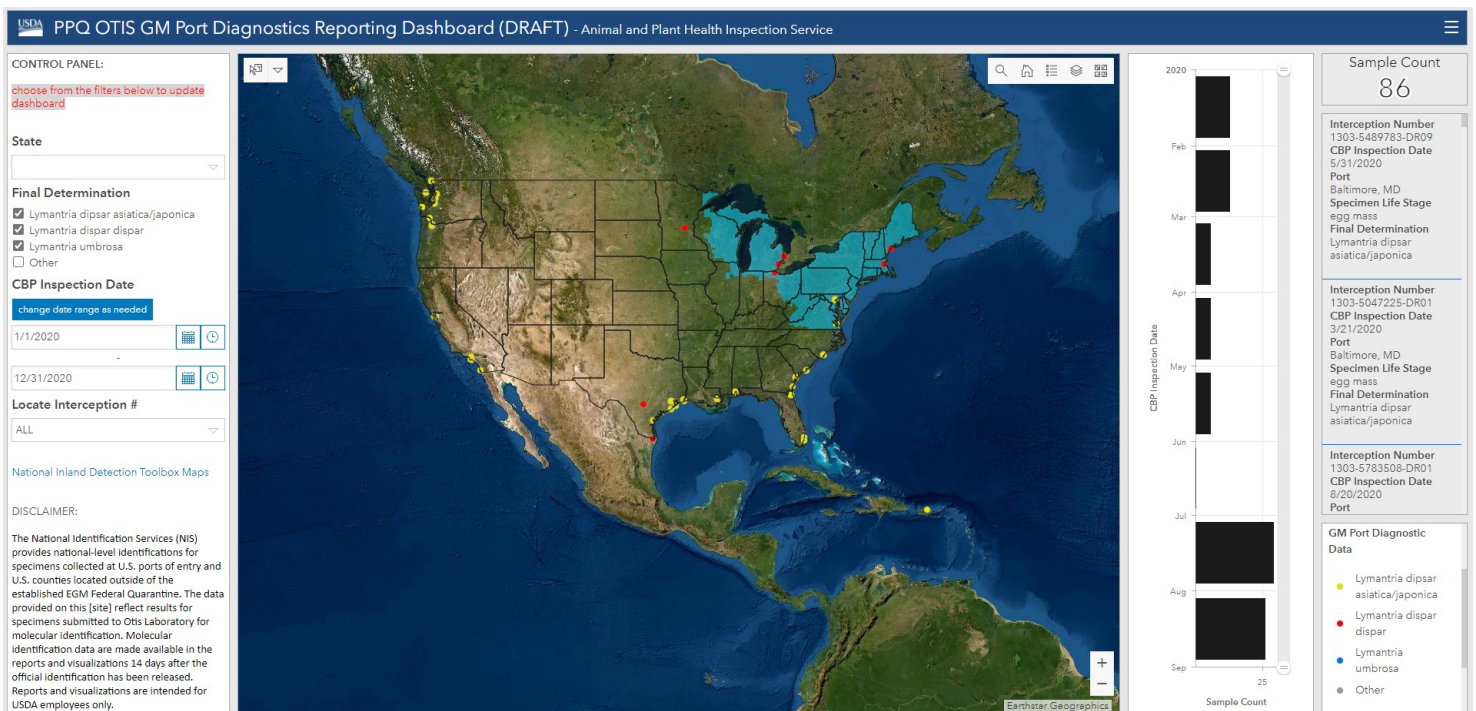 USDA
PPQ OTIS GM Port Diagnostics Reporting Dashboard (DRAFT) - Animal and Plant Health Inspection Service
CONTROL PANEL:
choose from the filters below to update
dashboard
State
Final Determination
Lymantria dipsar asiatica/japonica
Lymantria dispar dispar
Lymantria umbrosa
Other
CBP Inspection Date
change date range as needed
1/1/2020
-
12/31/2020
Locate Interception #
ALL
National Inland Detection Toolbox Maps
DISCLAIMER:
The National Identification Services (NIS)
provides national-level identifications for
specimens collected at U.S. ports of entry and
U.S. counties located outside of the
established EGM Federal Quarantine. The data
provided on this [site] reflect results for
specimens submitted to Otis Laboratory for
molecular identification. Molecular
identification data are made available in the
reports and visualizations 14 days after the
official identification has been released.
Reports and visualizations are intended for
USDA employees only.
+
−
Earthstar Geographics
CBP Inspection Date
2020
Feb
Mar
Apr
May
Jun
Jul
Aug
Sep
25
Sample Count
Sample Count
86
Interception Number
1303-5489783-DR09
CBP Inspection Date
5/31/2020
Port
Baltimore, MD
Specimen Life Stage
egg mass
Final Determination
Lymantria dipsar
asiatica/japonica
Interception Number
1303-5047225-DR01
CBP Inspection Date
3/21/2020
Port
Baltimore, MD
Specimen Life Stage
egg mass
Final Determination
Lymantria dipsar
asiatica/japonica
Interception Number
1303-5783508-DR01
CBP Inspection Date
8/20/2020
Port
GM Port Diagnostic
Data
Lymantria dipsar
asiatica/japonica
Lymantria dispar
dispar
Lymantria
umbrosa
Other